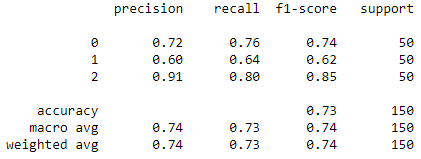 precision recall f1-score support
0 0.72 0.76 0.74 50
1 0.60 0.64 0.62 50
2 0.91 0.80 0.85 50
accuracy 0.73 150
macro avg 0.74 0.73 0.74 150
weighted avg 0.74 0.73 0.74 150